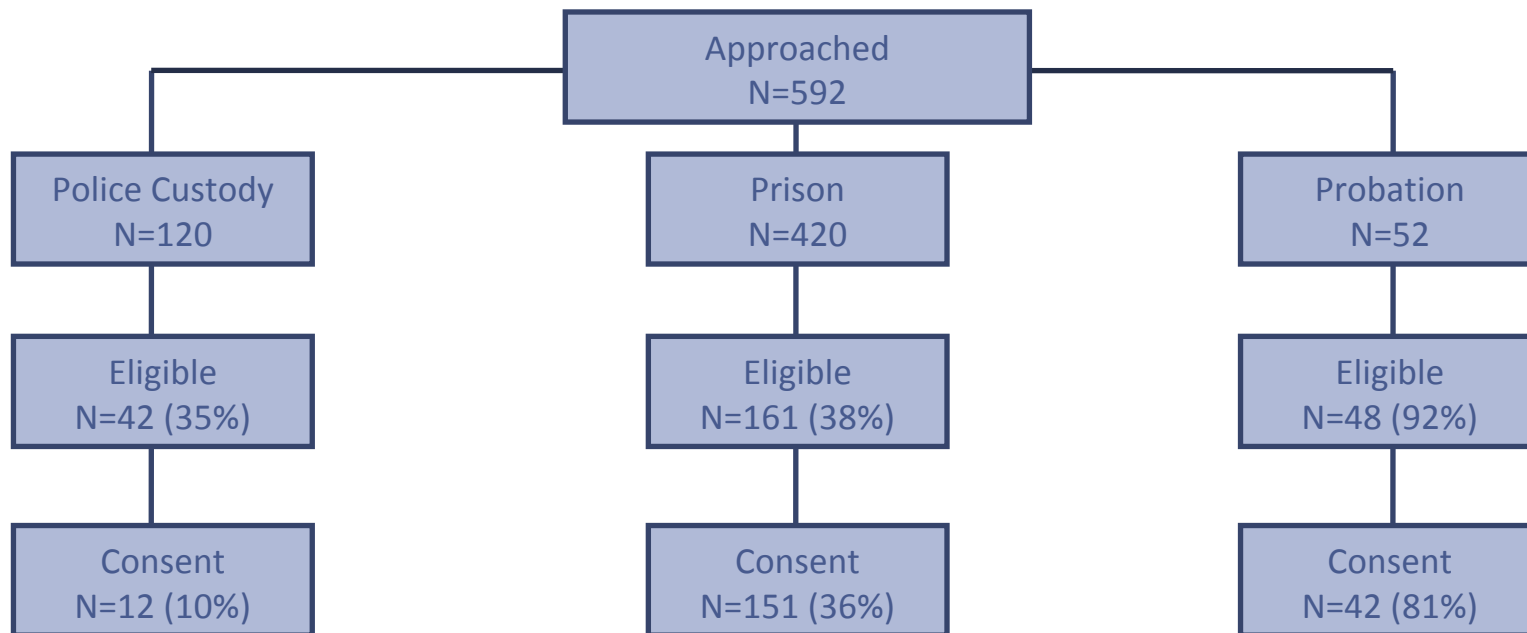 Approached
N=592
Police Custody
N=120
Prison
N=420
Probation
N=52
Eligible
N=42 (35%)
Eligible
N=161 (38%)
Eligible
N=48 (92%)
Consent
N=12 (10%)
Consent
N=151 (36%)
Consent
N=42 (81%)